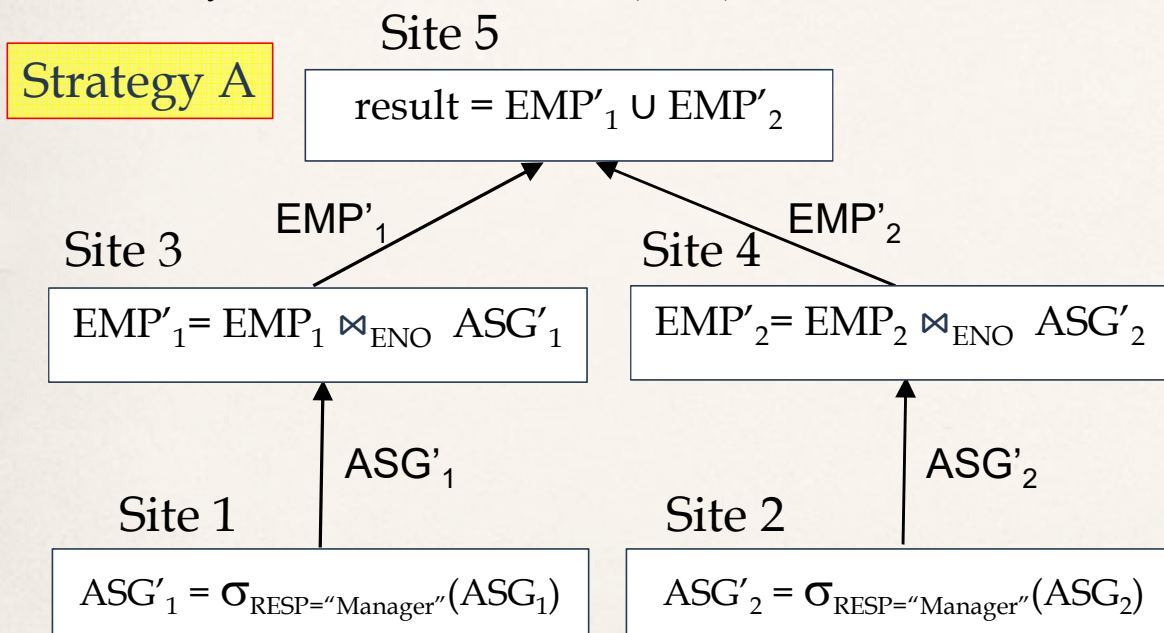 Site 5
Strategy A
result = EMP'₁ ∪ EMP'₂
EMP'₁
EMP'₂
Site 3
Site 4
EMP'₁= EMP₁ ⋈ENO ASG'₁
EMP'₂= EMP₂ ⋈ENO ASG'₂
ASG'₁
ASG'₂
Site 1
Site 2
ASG'₁ = σRESP="Manager"(ASG₁)
ASG'₂ = σRESP="Manager"(ASG₂)